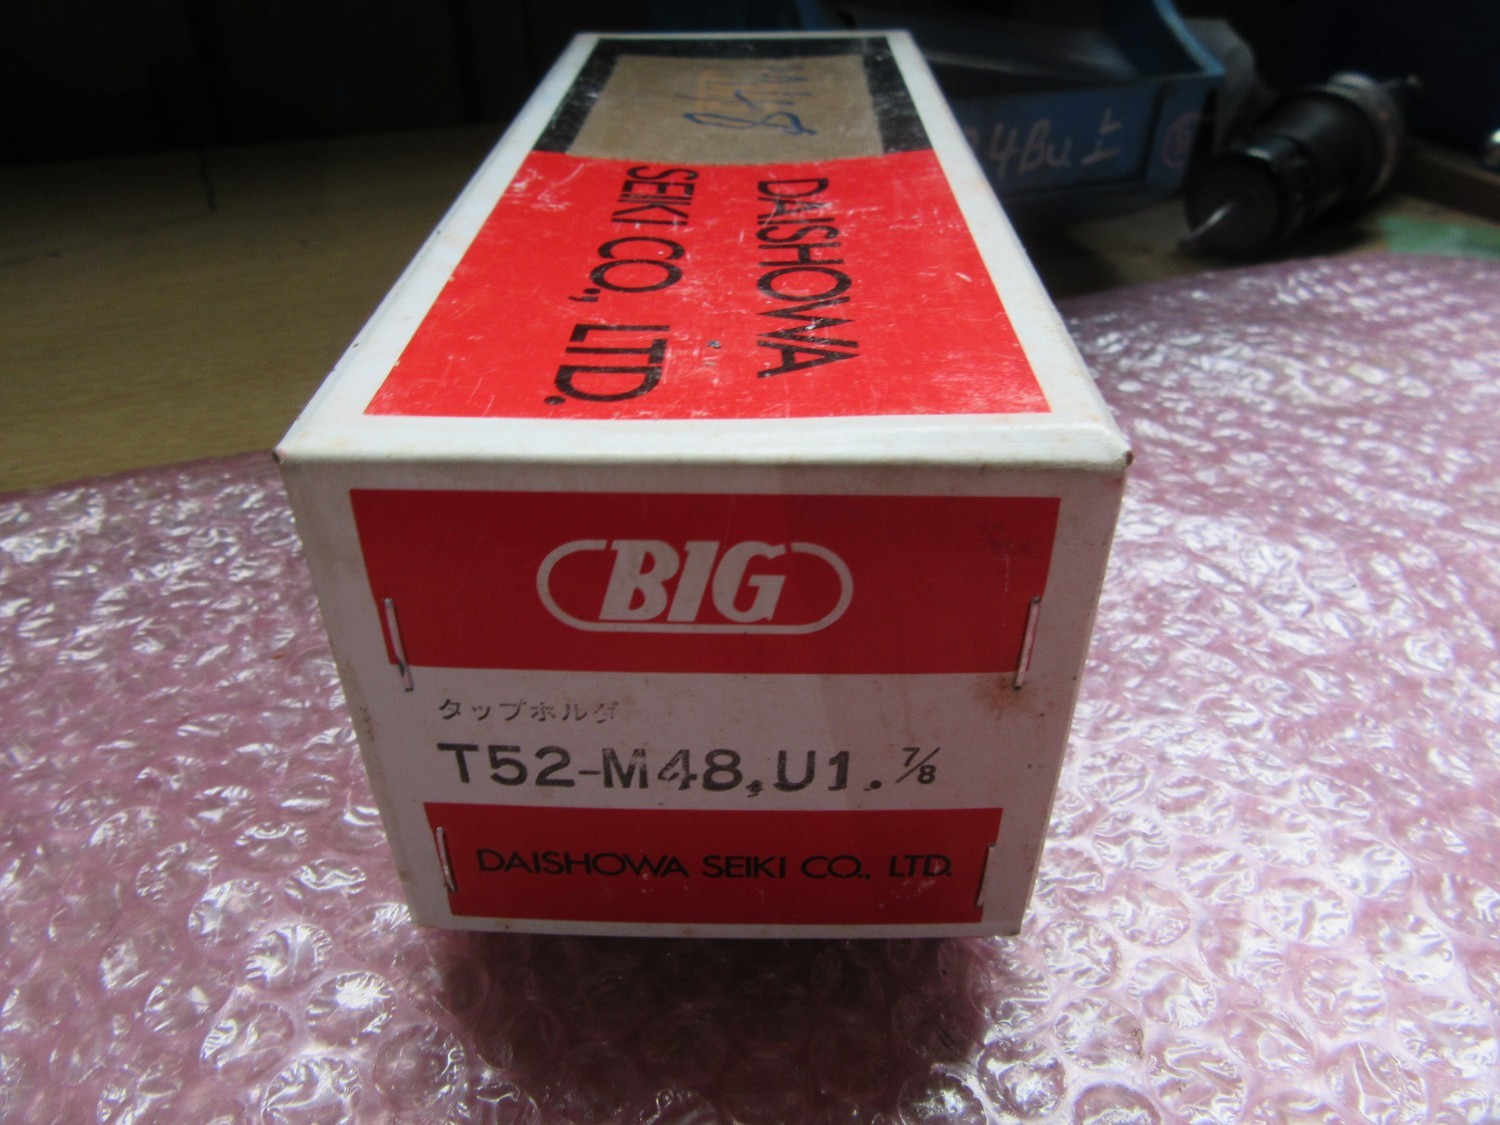 DAISHOWA
SEIKI CO., LTD.
BIG
タップホルダ
T52-M48, U1. 7/8
DAISHOWA SEIKI CO., LTD.
4Bu